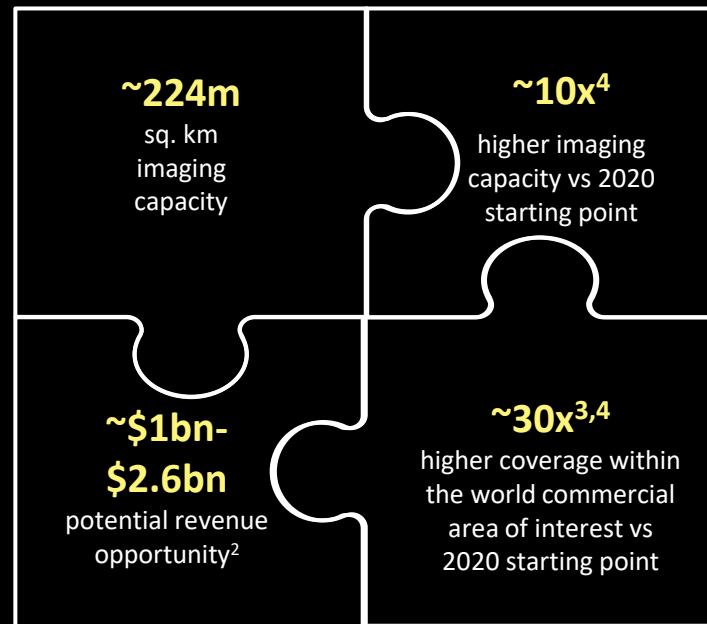 ~224m
sq. km
imaging
capacity
~10x⁴
higher imaging
capacity vs 2020
starting point
~$1bn-
$2.6bn
potential revenue
opportunity²
~30x³,⁴
higher coverage within
the world commercial
area of interest vs
2020 starting point